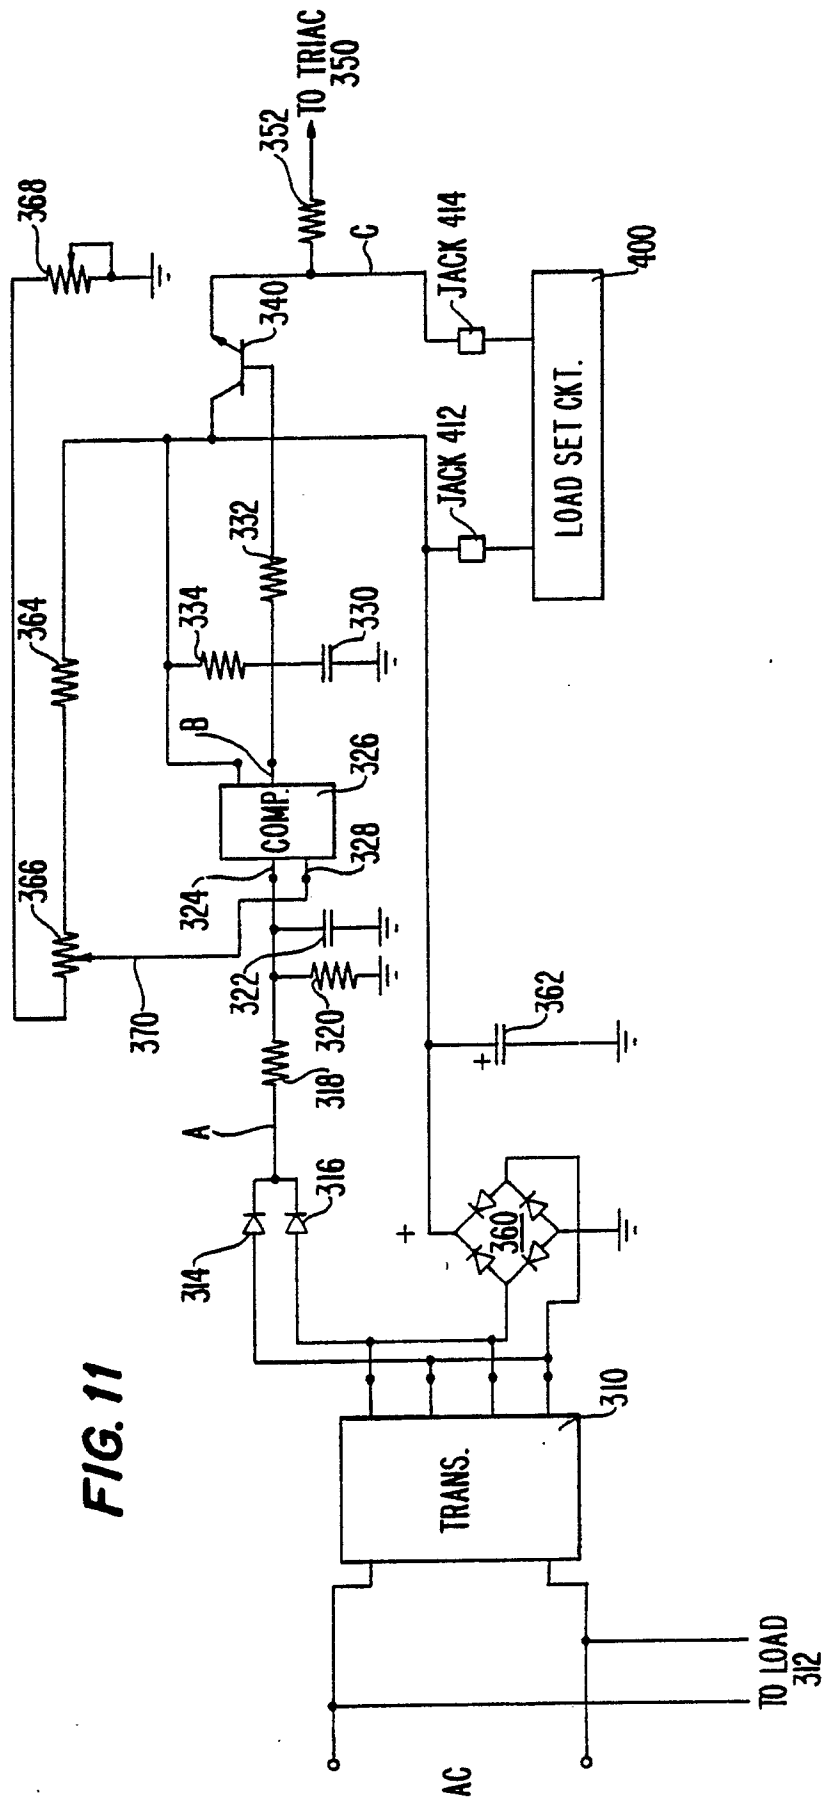 FIG. 11
AC
TO LOAD
312
TRANS.
310
314
316
A
318
320
322
324
328
COMP.
326
B
330
332
334
340
352
TO TRIAC
350
C
360
+
+
362
364
366
368
370
JACK 412
JACK 414
LOAD SET CKT.
400